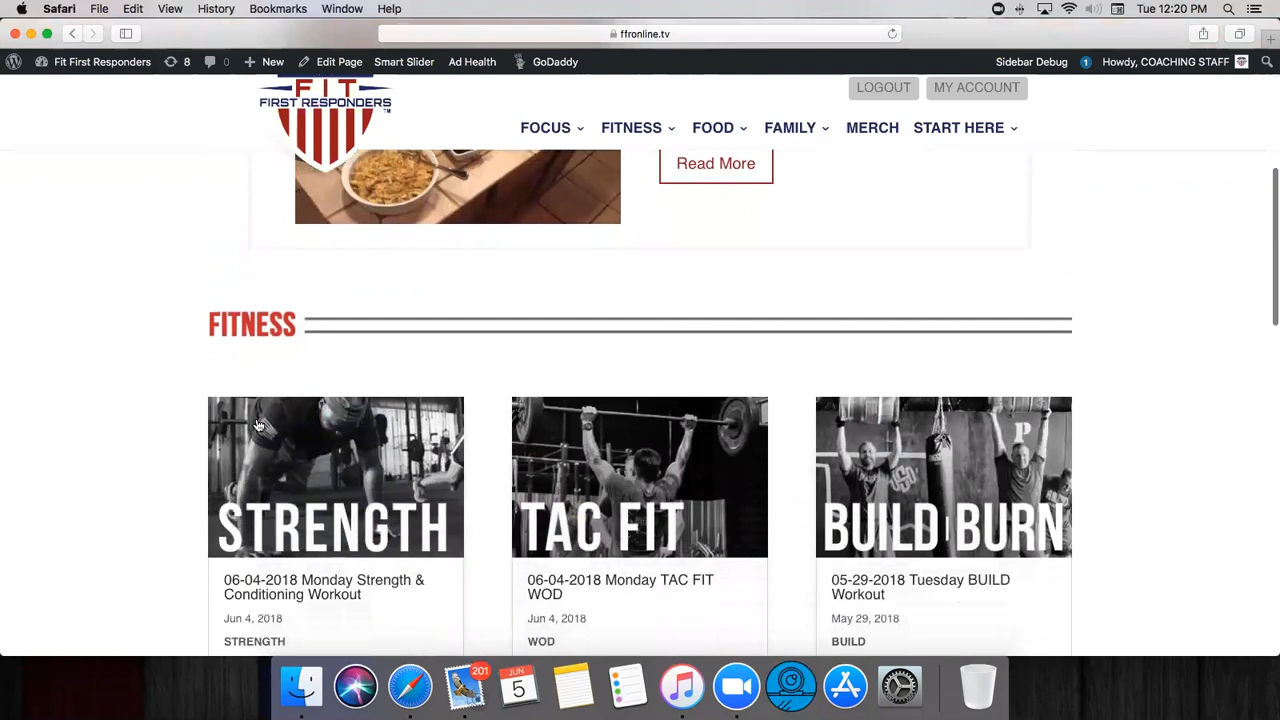 Safari File Edit View History Bookmarks Window Help Tue 12:20 PM
ffronline.tv
Fit First Responders 8 0 New Edit Page Smart Slider Ad Health GoDaddy Sidebar Debug 1 Howdy, COACHING STAFF
FIT
FIRST RESPONDERS
LOGOUT MY ACCOUNT
FOCUS FITNESS FOOD FAMILY MERCH START HERE
Read More
FITNESS
STRENGTH
06-04-2018 Monday Strength &
Conditioning Workout
Jun 4, 2018
STRENGTH
TAC FIT
06-04-2018 Monday TAC FIT
WOD
Jun 4, 2018
WOD
P
BUILD BURN
05-29-2018 Tuesday BUILD
Workout
May 29, 2018
BUILD
201
JUN
5